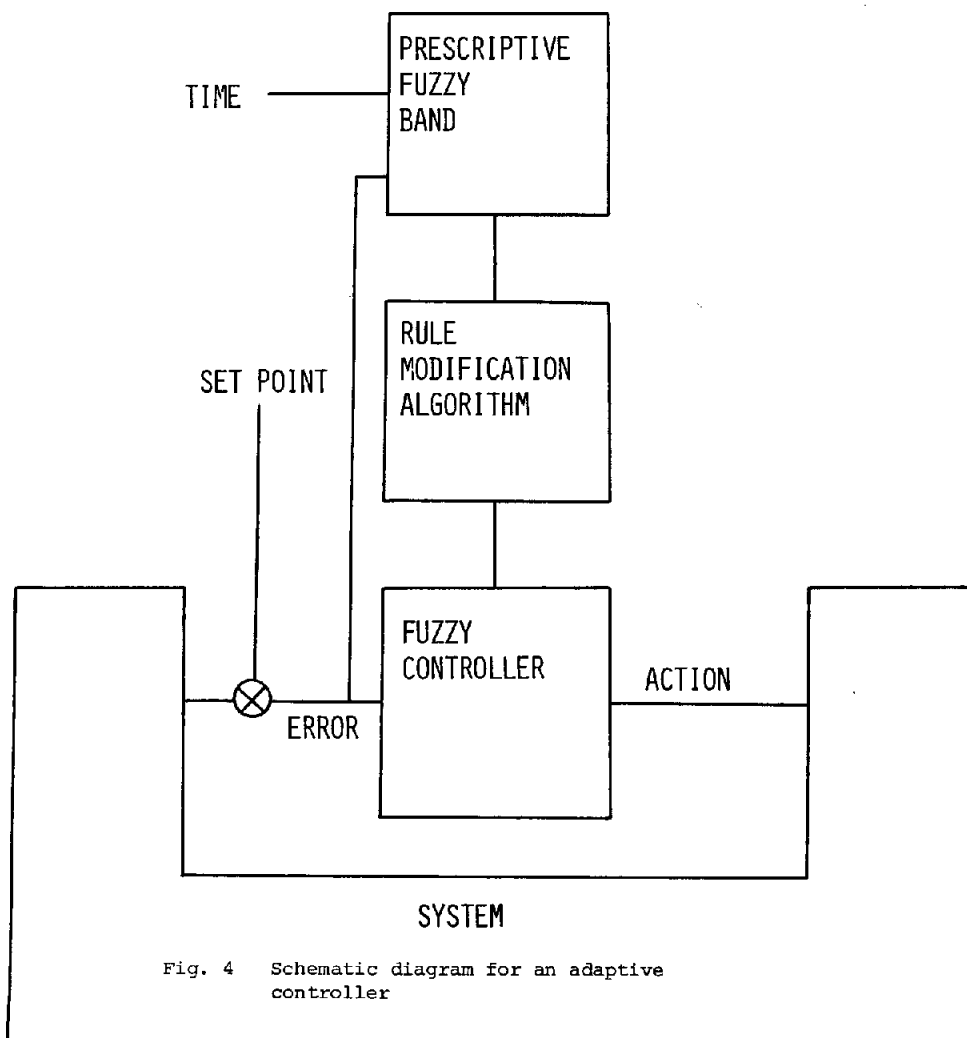 PRESCRIPTIVE
FUZZY
BAND
TIME
RULE
MODIFICATION
ALGORITHM
SET POINT
FUZZY
CONTROLLER
ACTION
ERROR
SYSTEM
Fig. 4 Schematic diagram for an adaptive
controller